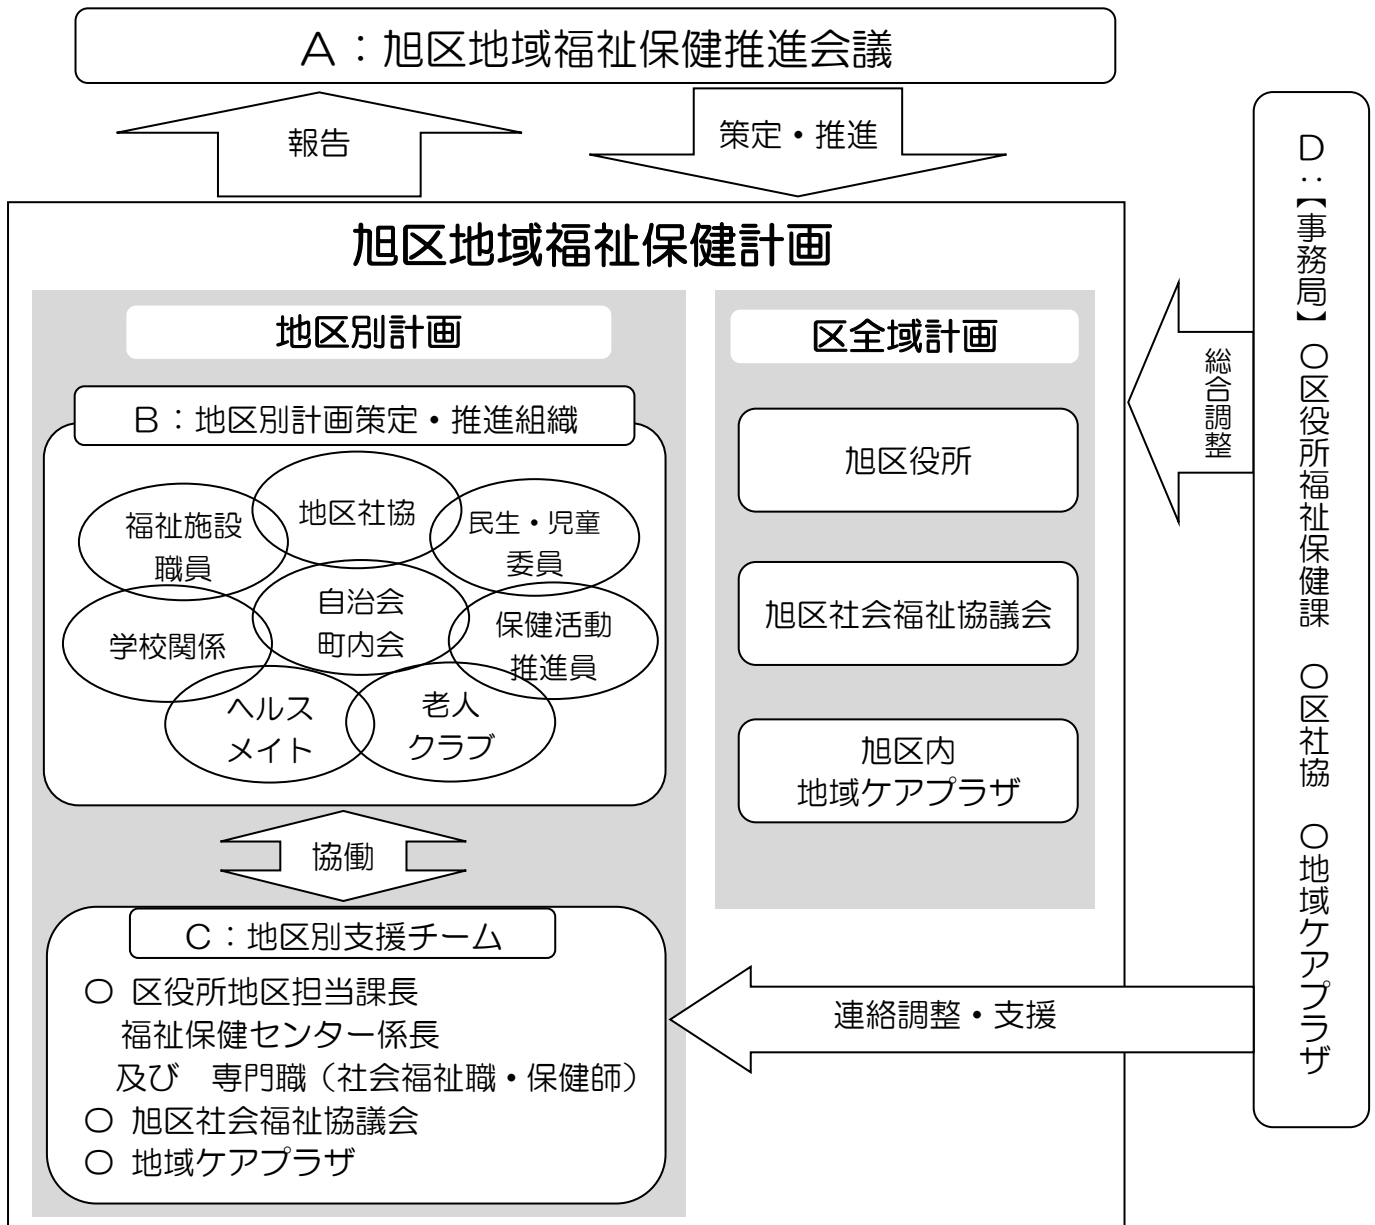 A：旭区地域福祉保健推進会議
報告
策定・推進
旭区地域福祉保健計画
地区別計画
B：地区別計画策定・推進組織
福祉施設
職員
地区社協
民生・児童
委員
学校関係
自治会
町内会
保健活動
推進員
ヘルス
メイト
老人
クラブ
協働
C：地区別支援チーム
○ 区役所地区担当課長
福祉保健センター係長
及び　専門職（社会福祉職・保健師）
○ 旭区社会福祉協議会
○ 地域ケアプラザ
区全域計画
旭区役所
旭区社会福祉協議会
旭区内
地域ケアプラザ
総合調整
連絡調整・支援
D：【事務局】○区役所福祉保健課　○区社協　○地域ケアプラザ